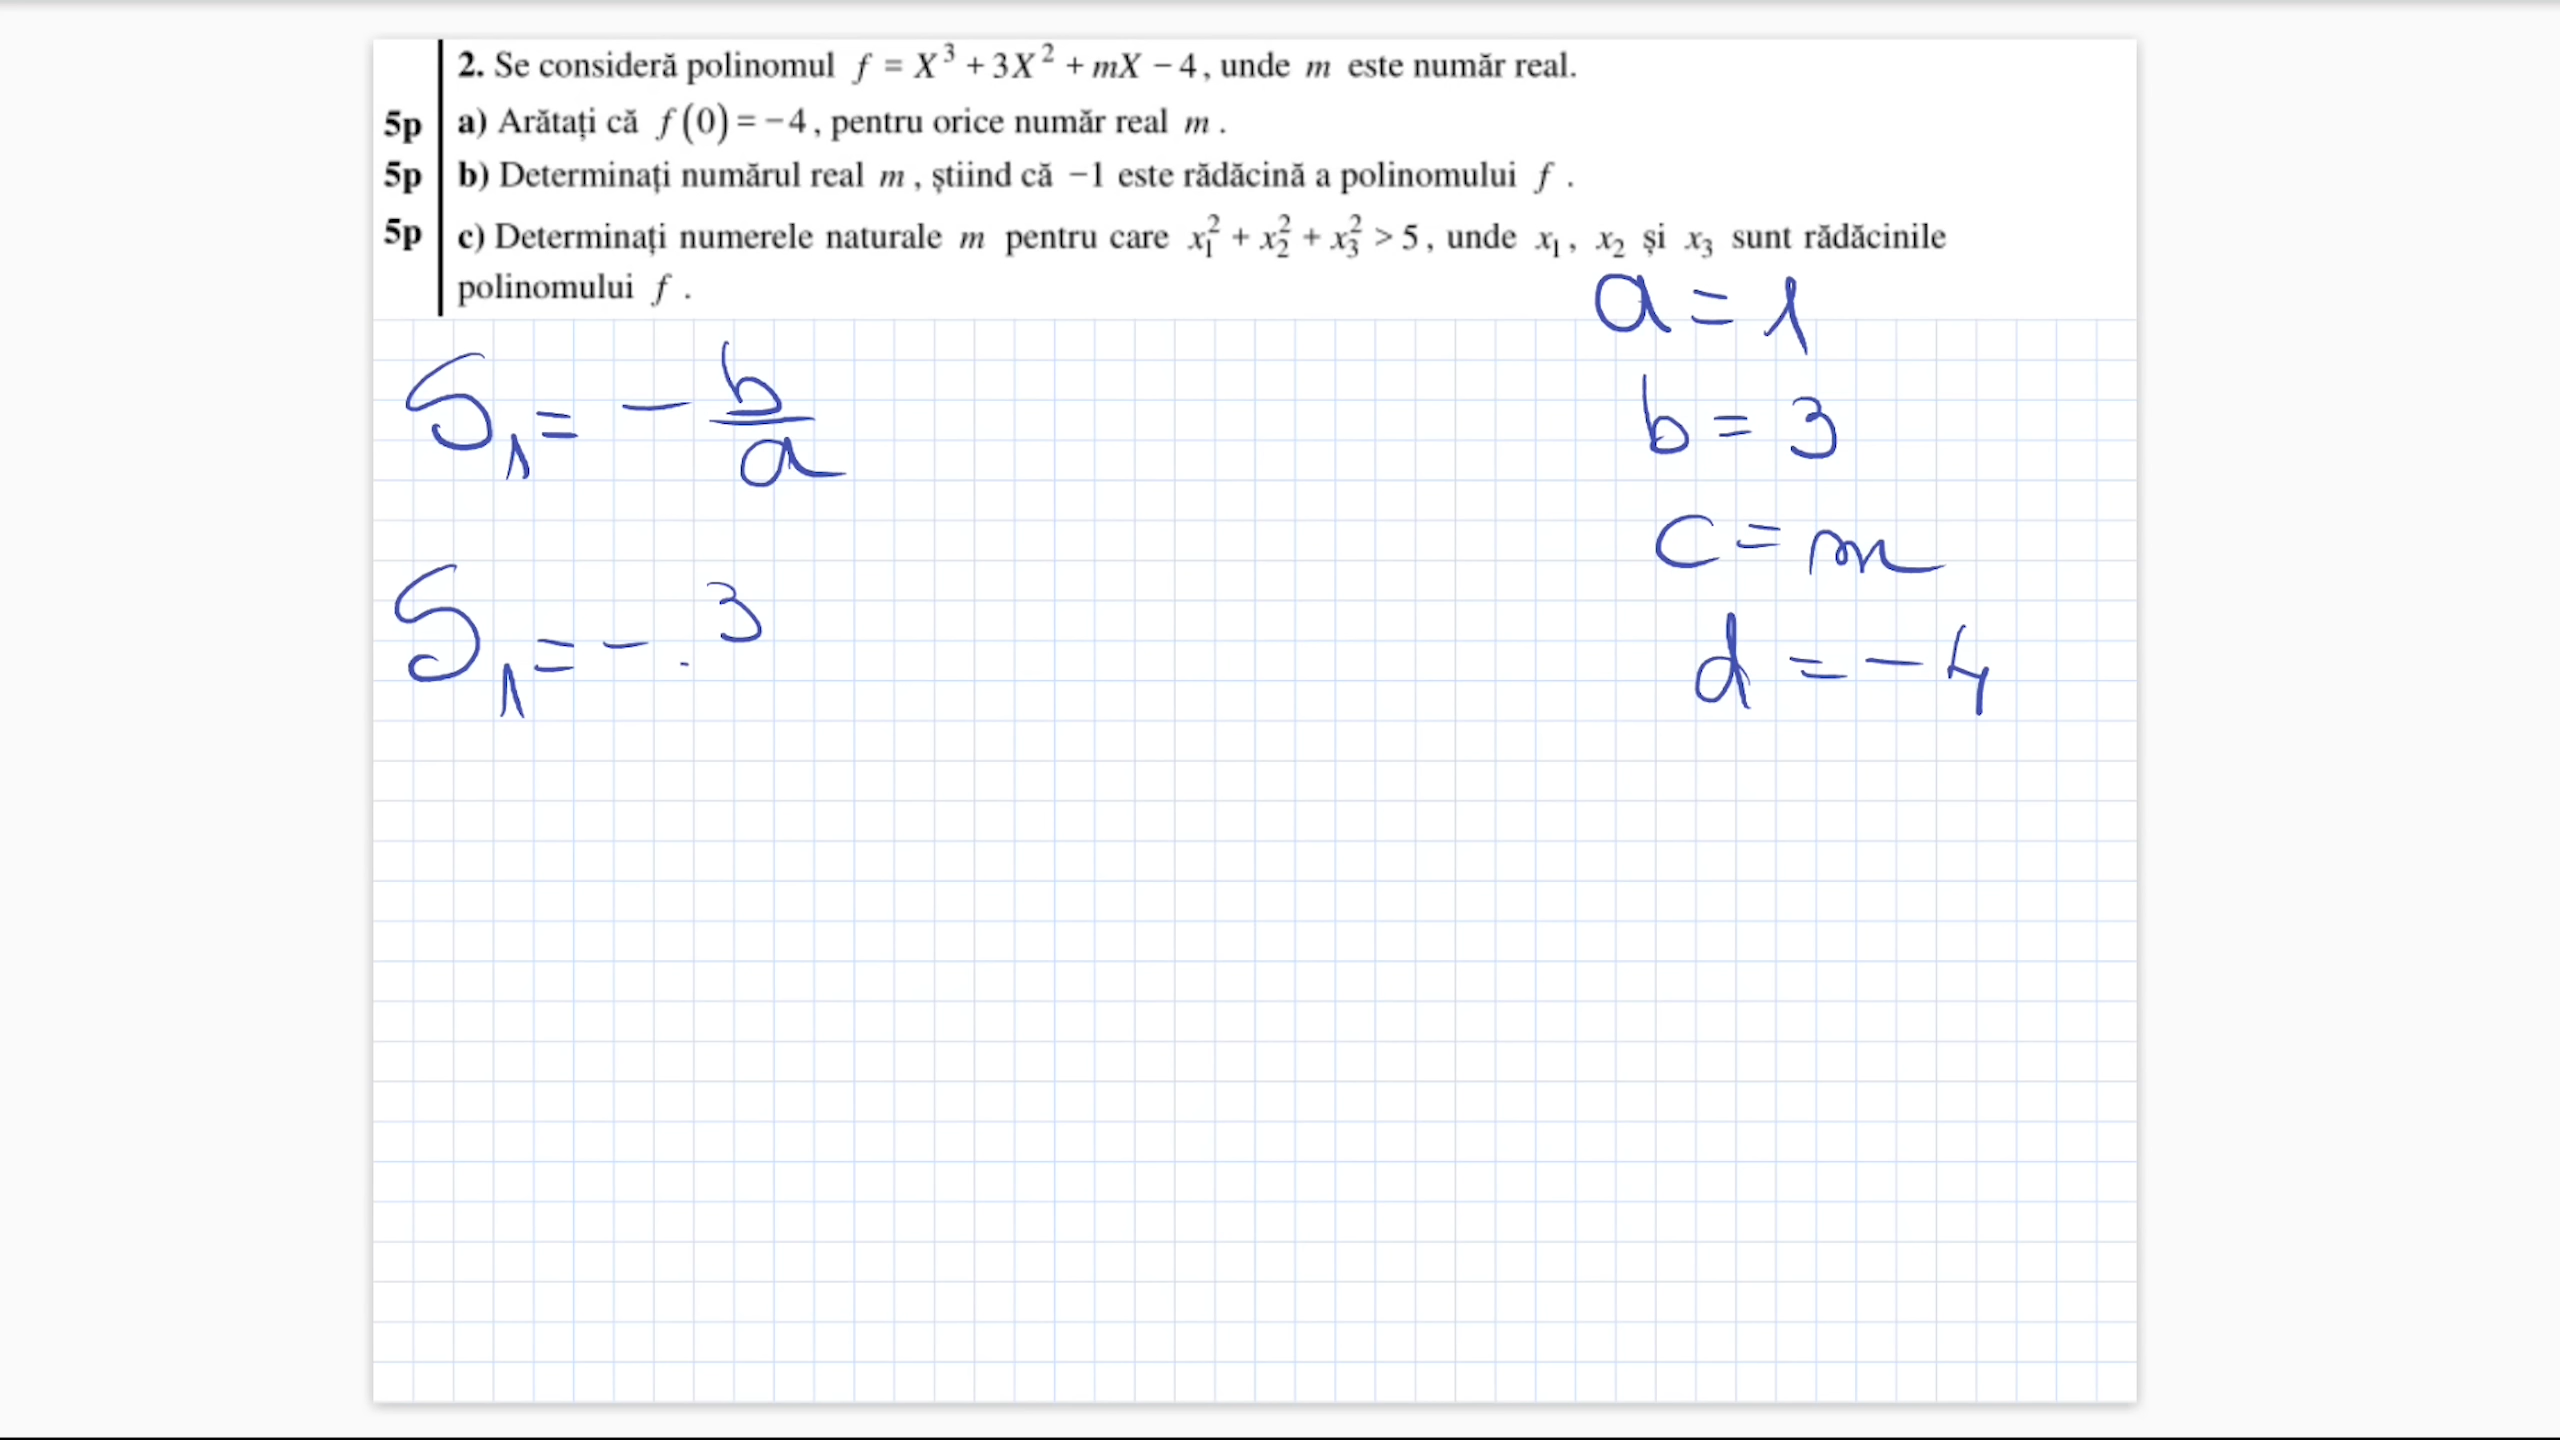 2. Se consideră polinomul f = X³ + 3X² + mX − 4, unde m este număr real.
5p a) Arătați că f(0) = −4, pentru orice număr real m.
5p b) Determinați numărul real m, știind că −1 este rădăcină a polinomului f.
5p c) Determinați numerele naturale m pentru care x₁² + x₂² + x₃² > 5, unde x₁, x₂ și x₃ sunt rădăcinile
polinomului f.
a = 1
S₁ = − b/a
b = 3
c = m
S₁ = − 3
d = −4